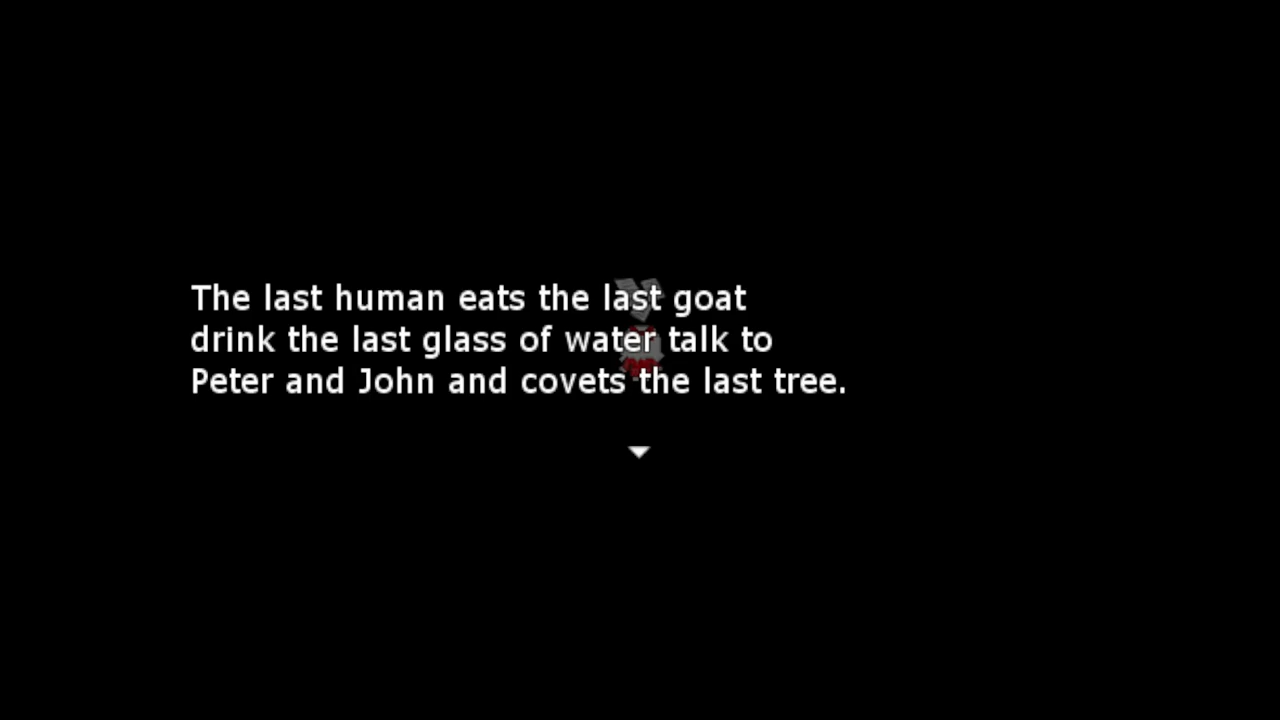 The last human eats the last goat
drink the last glass of water talk to
Peter and John and covets the last tree.